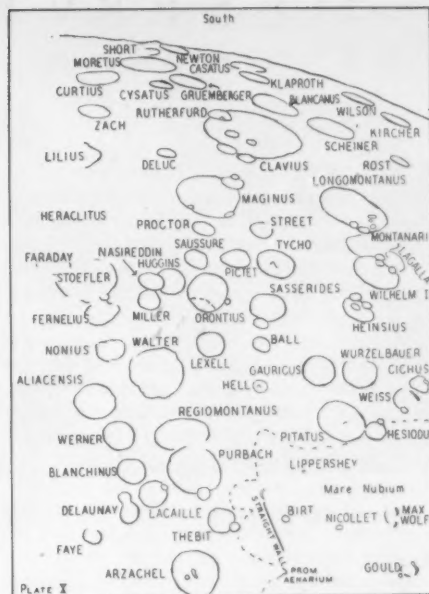 South
SHORT
NEWTON
MORETUS
CASATUS
KLAPROTH
CURTIUS
CYSATUS
GRUEMBERGER
BLANCANUS
WILSON
RUTHERFURD
KIRCHER
ZACH
SCHEINER
LILIUS
DELUC
CLAVIUS
ROST
LONGOMONTANUS
MAGINUS
HERACLITUS
PROCTOR
STREET
MONTANARI
NASIREDDIN
SAUSSURE
TYCHO
LAGALLA
FARADAY
HUGGINS
PICTET
STOEFLER
SASSERIDES
WILHELM I
FERNELIUS
MILLER
ORONTIUS
HEINSIUS
NONIUS
WALTER
BALL
LEXELL
WURZELBAUER
GAURICUS
CICHUS
ALIACENSIS
HELL
WEISS
REGIOMONTANUS
PITATUS
HESIODU
WERNER
PURBACH
LIPPERSHEY
BLANCHINUS
Mare Nubium
DELAUNAY
LACAILLE
STRAIGHT WALL
BIRT
NICOLLET
MAX
WOLF
THEBIT
FAYE
PROM
AENARIUM
GOULD
ARZACHEL
PLATE X